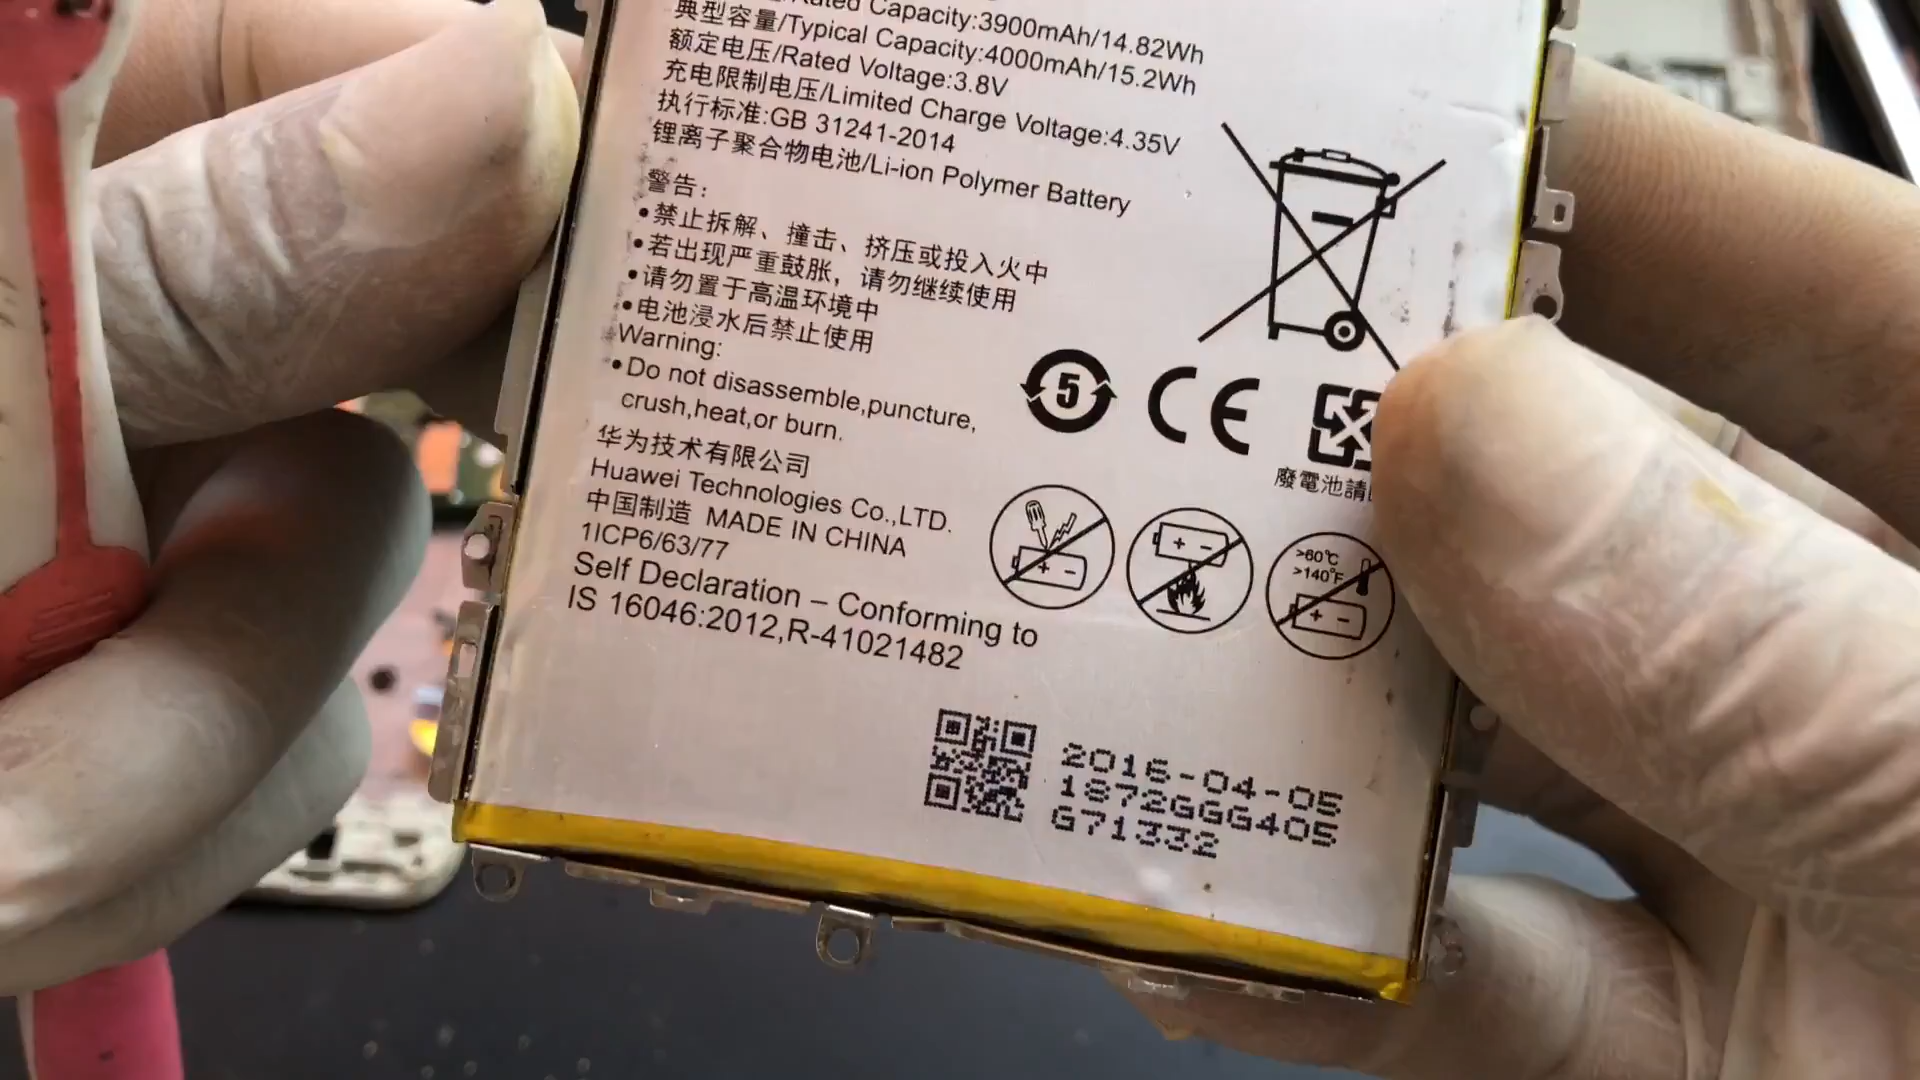 Rated Capacity:3900mAh/14.82Wh
典型容量/Typical Capacity:4000mAh/15.2Wh
额定电压/Rated Voltage:3.8V
充电限制电压/Limited Charge Voltage:4.35V
执行标准:GB 31241-2014
锂离子聚合物电池/Li-ion Polymer Battery
警告:
•禁止拆解、撞击、挤压或投入火中
•若出现严重鼓胀，请勿继续使用
•请勿置于高温环境中
•电池浸水后禁止使用
Warning:
•Do not disassemble,puncture,
crush,heat,or burn.
华为技术有限公司
Huawei Technologies Co.,LTD.
中国制造 MADE IN CHINA
1ICP6/63/77
Self Declaration – Conforming to
IS 16046:2012,R-41021482
5
CE
廢電池請
>60℃
>140℉
2016-04-05
1872GGG405
G71332